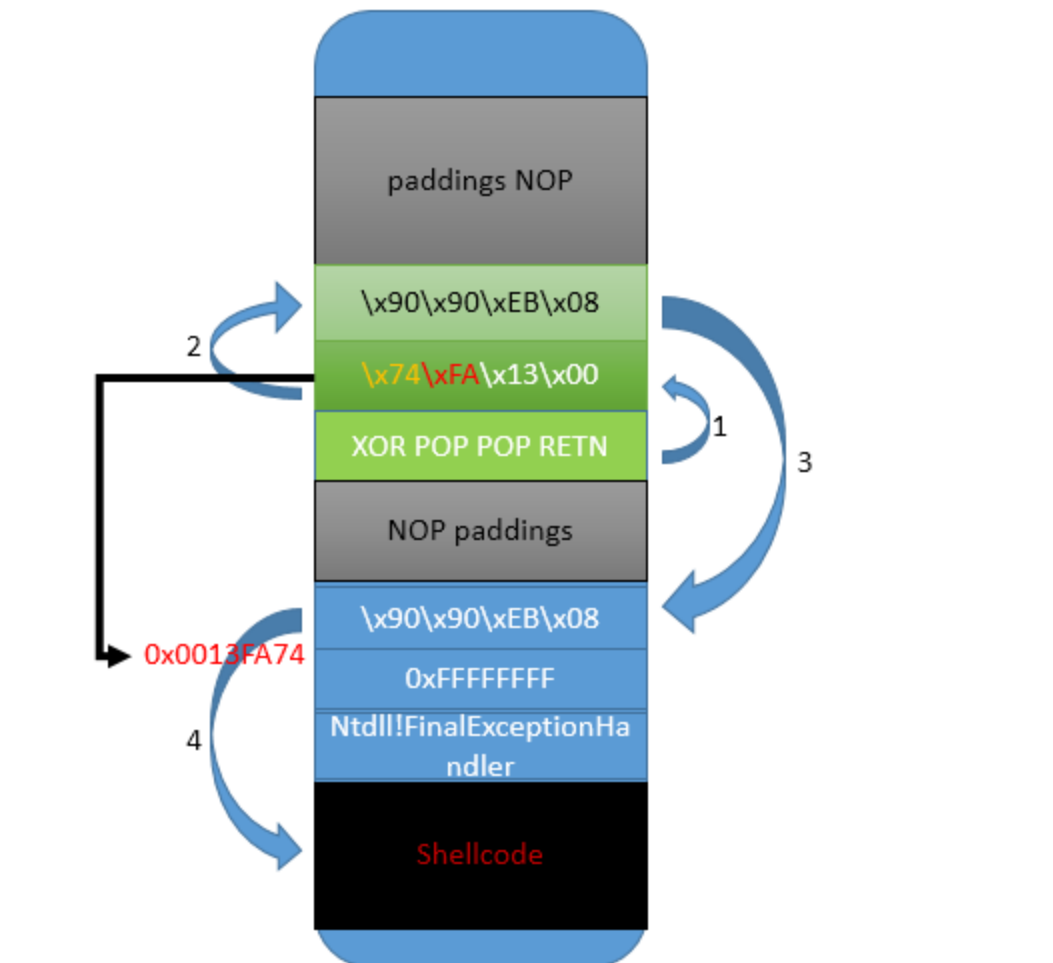 paddings NOP
\x90\x90\xEB\x08
2
\x74\xFA\x13\x00
1
XOR POP POP RETN
3
NOP paddings
\x90\x90\xEB\x08
0x0013FA74
0xFFFFFFFF
Ntdll!FinalExceptionHa
ndler
4
Shellcode